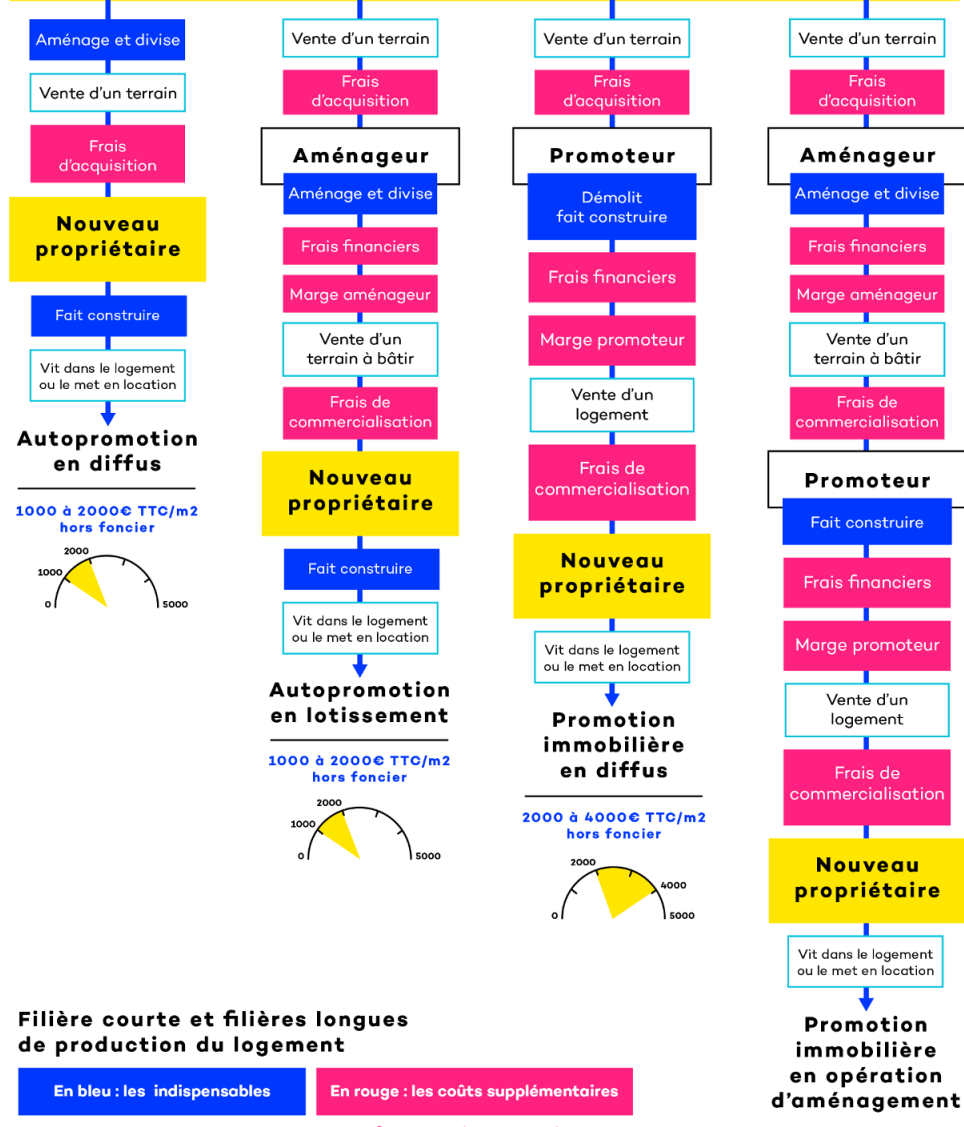 Aménage et divise
Vente d'un terrain
Frais
d'acquisition
Nouveau
propriétaire
Fait construire
Vit dans le logement
ou le met en location
Autopromotion
en diffus
1000 à 2000€ TTC/m2
hors foncier
0
1000
2000
5000
Vente d'un terrain
Frais
d'acquisition
Aménageur
Aménage et divise
Frais financiers
Marge aménageur
Vente d'un
terrain à bâtir
Frais de
commercialisation
Nouveau
propriétaire
Fait construire
Vit dans le logement
ou le met en location
Autopromotion
en lotissement
1000 à 2000€ TTC/m2
hors foncier
0
1000
2000
5000
Vente d'un terrain
Frais
d'acquisition
Promoteur
Démolit
fait construire
Frais financiers
Marge promoteur
Vente d'un
logement
Frais de
commercialisation
Nouveau
propriétaire
Vit dans le logement
ou le met en location
Promotion
immobilière
en diffus
2000 à 4000€ TTC/m2
hors foncier
0
2000
4000
5000
Vente d'un terrain
Frais
d'acquisition
Aménageur
Aménage et divise
Frais financiers
Marge aménageur
Vente d'un
terrain à bâtir
Frais de
commercialisation
Promoteur
Fait construire
Frais financiers
Marge promoteur
Vente d'un
logement
Frais de
commercialisation
Nouveau
propriétaire
Vit dans le logement
ou le met en location
Promotion
immobilière
en opération
d'aménagement
Filière courte et filières longues
de production du logement
En bleu : les indispensables
En rouge : les coûts supplémentaires